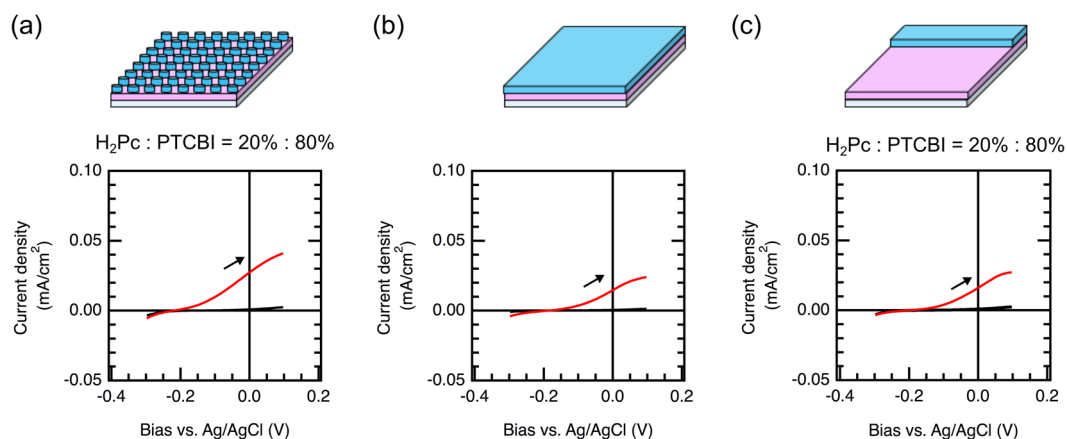 (a)
H₂Pc : PTCBI = 20% : 80%
0.10
0.05
0.00
-0.05
Current density
(mA/cm²)
-0.4
-0.2
0.0
0.2
Bias vs. Ag/AgCl (V)
(b)
0.10
0.05
0.00
-0.05
Current density
(mA/cm²)
-0.4
-0.2
0.0
0.2
Bias vs. Ag/AgCl (V)
(c)
H₂Pc : PTCBI = 20% : 80%
0.10
0.05
0.00
-0.05
Current density
(mA/cm²)
-0.4
-0.2
0.0
0.2
Bias vs. Ag/AgCl (V)